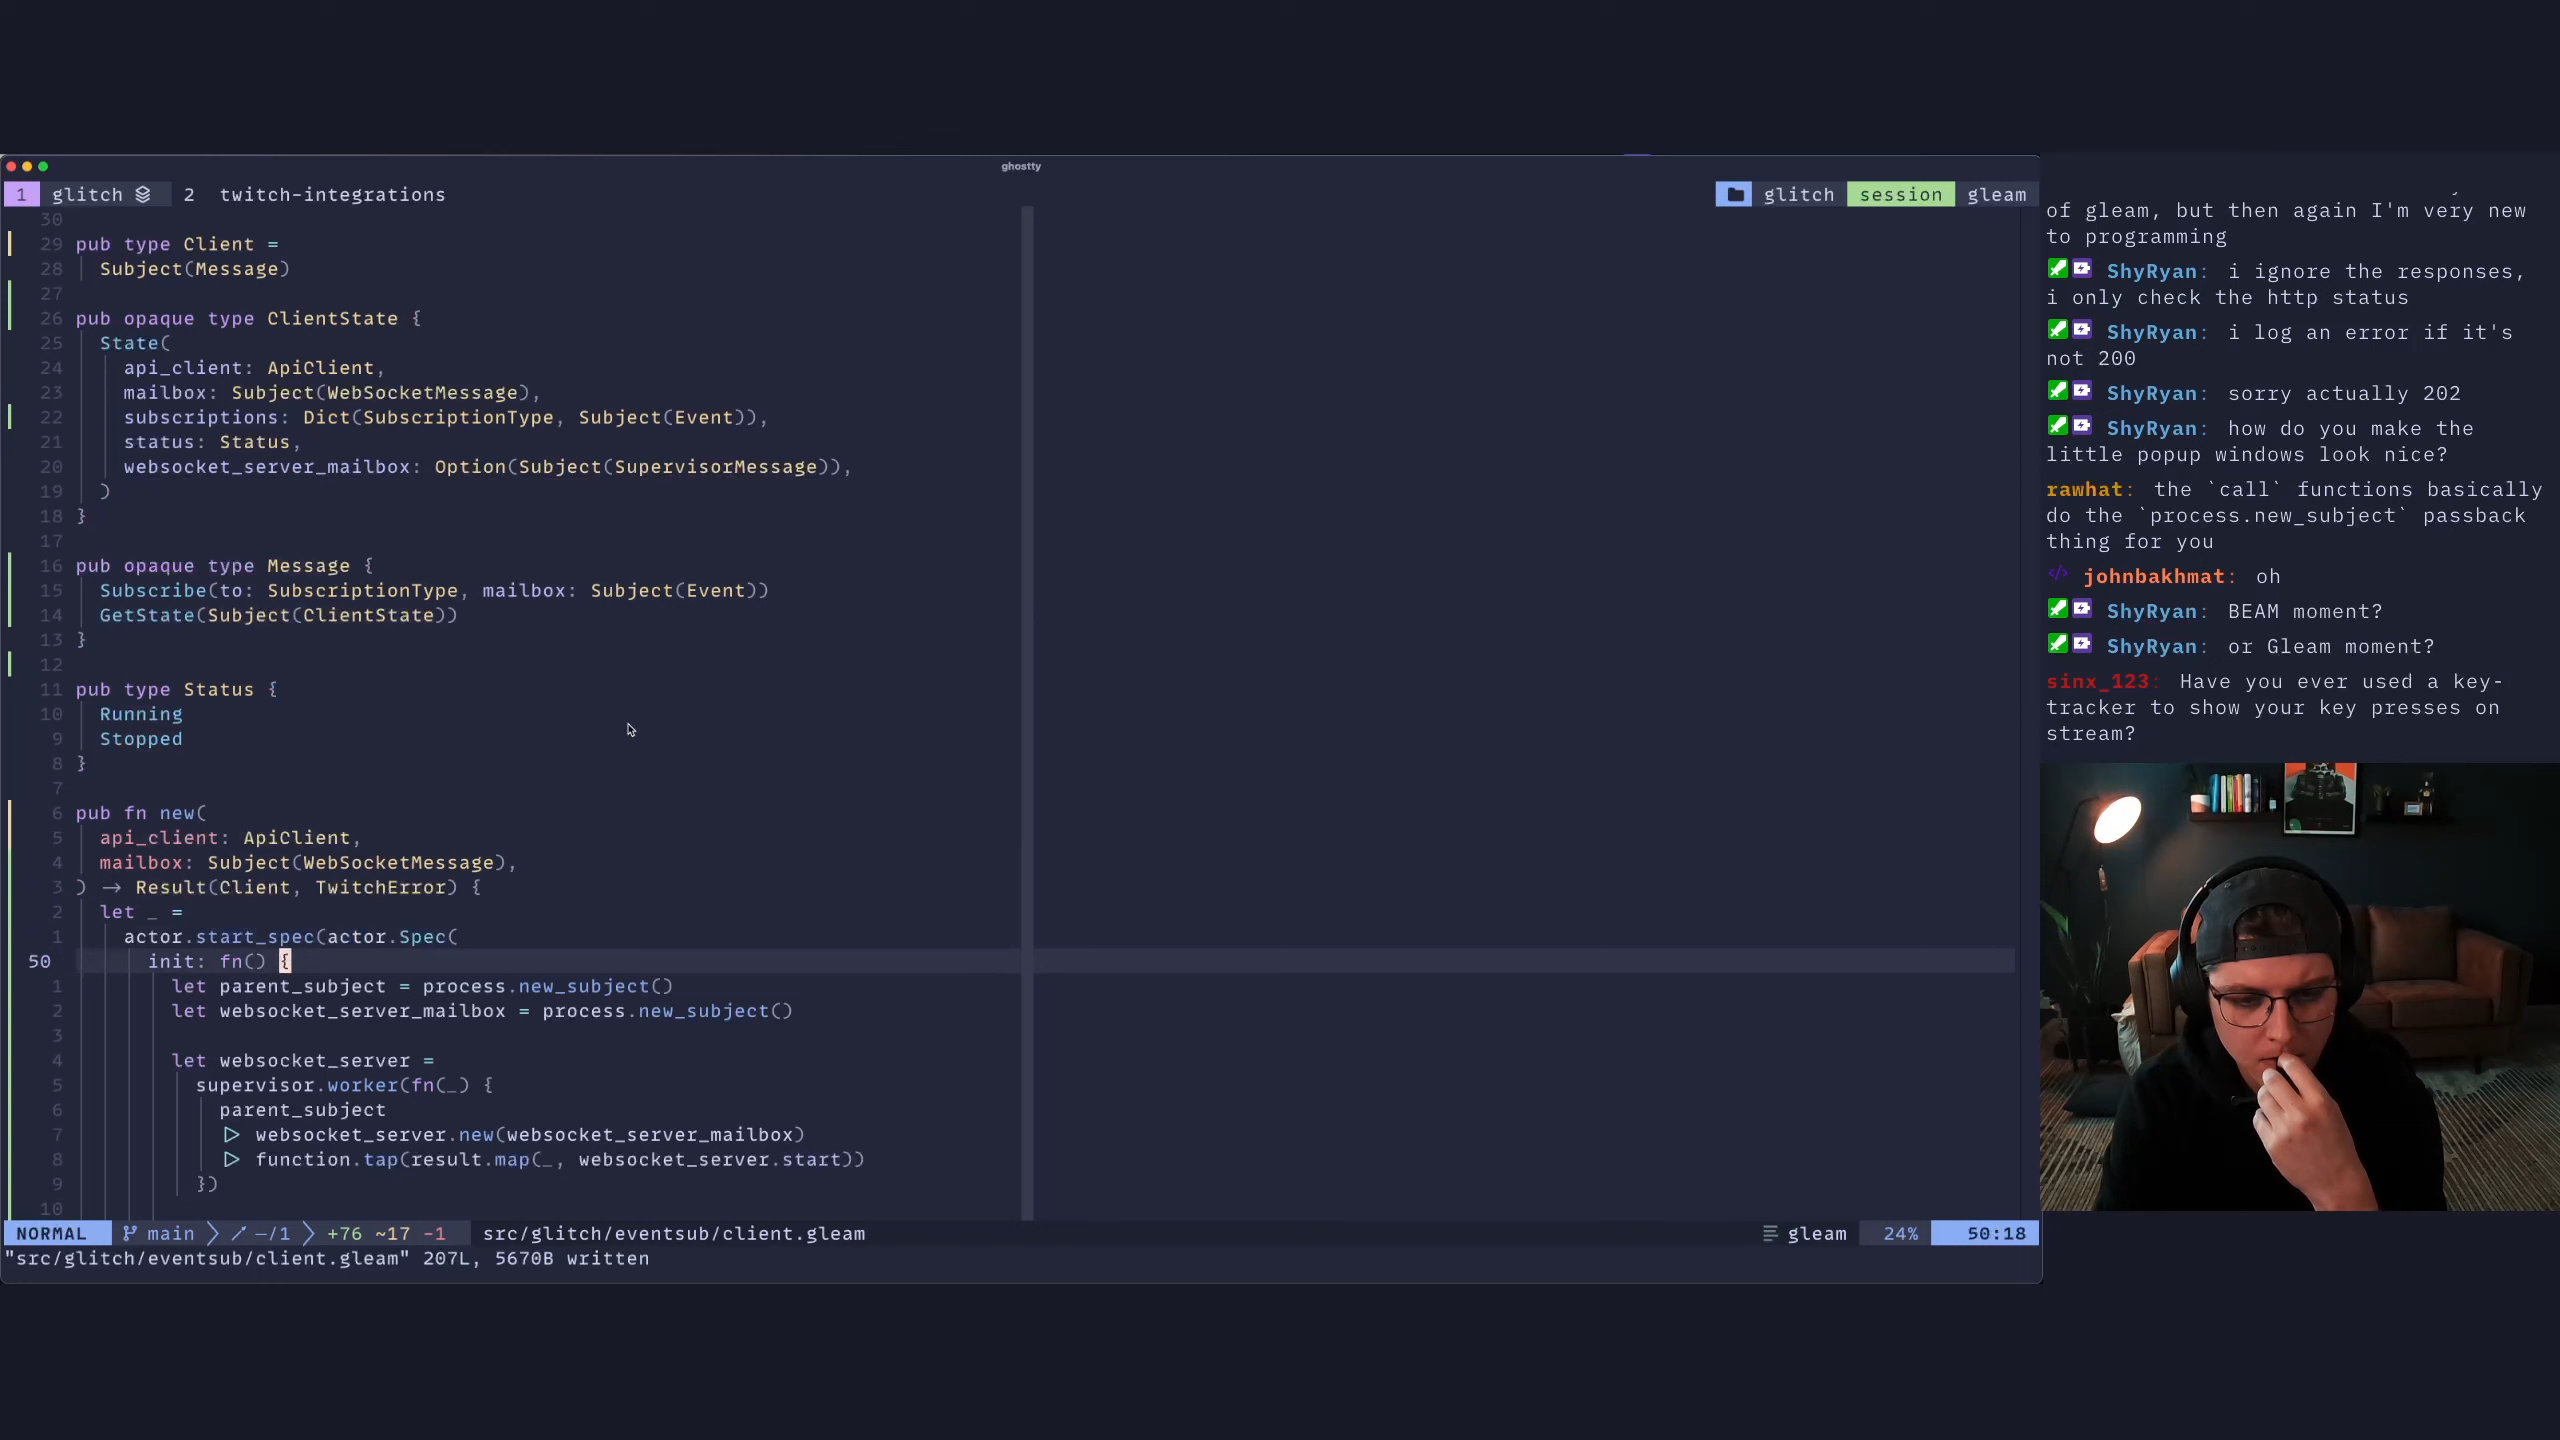 ghostty
1 glitch 2 twitch-integrations
glitch session gleam
30
29 pub type Client =
28 Subject(Message)
27
26 pub opaque type ClientState {
25 State(
24 api_client: ApiClient,
23 mailbox: Subject(WebSocketMessage),
22 subscriptions: Dict(SubscriptionType, Subject(Event)),
21 status: Status,
20 websocket_server_mailbox: Option(Subject(SupervisorMessage)),
19 )
18 }
17
16 pub opaque type Message {
15 Subscribe(to: SubscriptionType, mailbox: Subject(Event))
14 GetState(Subject(ClientState))
13 }
12
11 pub type Status {
10 Running
9 Stopped
8 }
7
6 pub fn new(
5 api_client: ApiClient,
4 mailbox: Subject(WebSocketMessage),
3 ) -> Result(Client, TwitchError) {
2 let _ =
1 actor.start_spec(actor.Spec(
50 init: fn() {
1 let parent_subject = process.new_subject()
2 let websocket_server_mailbox = process.new_subject()
3
4 let websocket_server =
5 supervisor.worker(fn(_) {
6 parent_subject
7 |> websocket_server.new(websocket_server_mailbox)
8 |> function.tap(result.map(_, websocket_server.start))
9 })
10
NORMAL main —/1 +76 ~17 -1 src/glitch/eventsub/client.gleam gleam 24% 50:18
"src/glitch/eventsub/client.gleam" 207L, 5670B written
of gleam, but then again I'm very new
to programming
ShyRyan: i ignore the responses,
i only check the http status
ShyRyan: i log an error if it's
not 200
ShyRyan: sorry actually 202
ShyRyan: how do you make the
little popup windows look nice?
rawhat: the `call` functions basically
do the `process.new_subject` passback
thing for you
johnbakhmat: oh
ShyRyan: BEAM moment?
ShyRyan: or Gleam moment?
sinx_123: Have you ever used a key-
tracker to show your key presses on
stream?